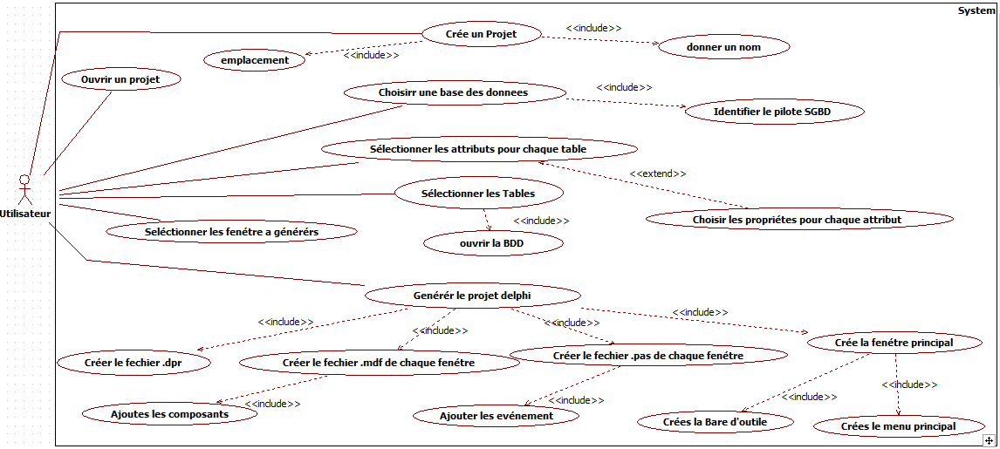 System
Crée un Projet
<<include>>
donner un nom
<<include>>
emplacement
Ouvrir un projet
Choisirr une base des donnees
<<include>>
Identifier le pilote SGBD
Sélectionner les attributs pour chaque table
<<extend>>
Sélectionner les Tables
Utilisateur
<<include>>
Choisir les propriétes pour chaque attribut
Seléctionner les fenétre a générérs
ouvrir la BDD
Genérér le projet delphi
<<include>>
<<include>>
<<include>>
<<include>>
Crée la fenétre principal
Créer le fechier .dpr
Créer le fechier .mdf de chaque fenétre
Créer le fechier .pas de chaque fenétre
<<include>>
<<include>>
<<include>>
<<include>>
Ajoutes les composants
Ajouter les evénement
Crées la Bare d'outile
Crées le menu principal